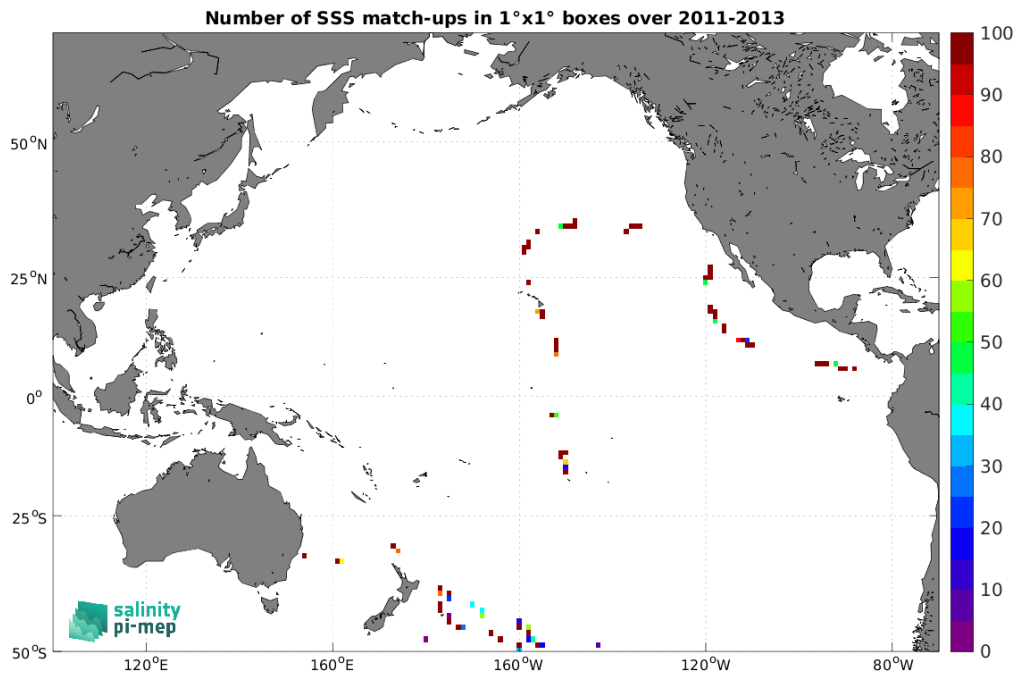 Number of SSS match-ups in 1°x1° boxes over 2011-2013
100
90
80
70
60
50
40
30
20
10
0
50°N
25°N
0°
25°S
50°S
120°E
160°E
160°W
120°W
80°W
salinity
pi-mep